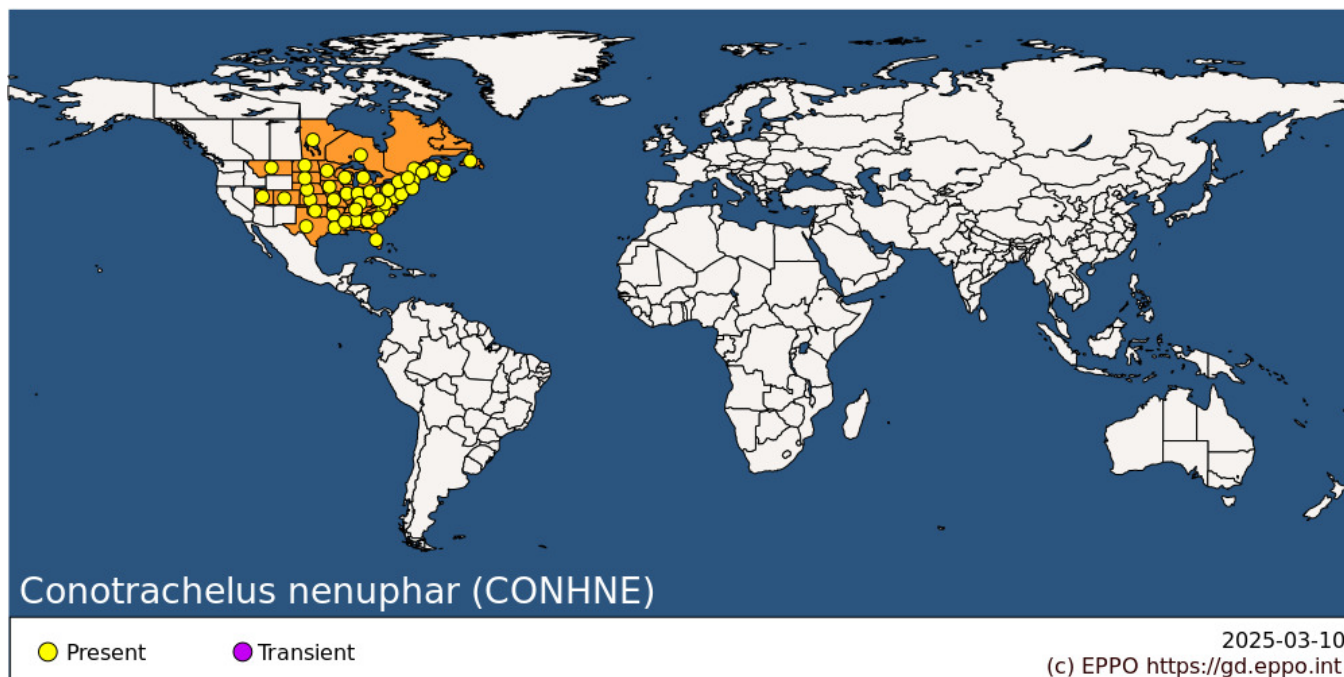 Conotrachelus nenuphar (CONHNE)
Present
Transient
2025-03-10
(c) EPPO https://gd.eppo.int